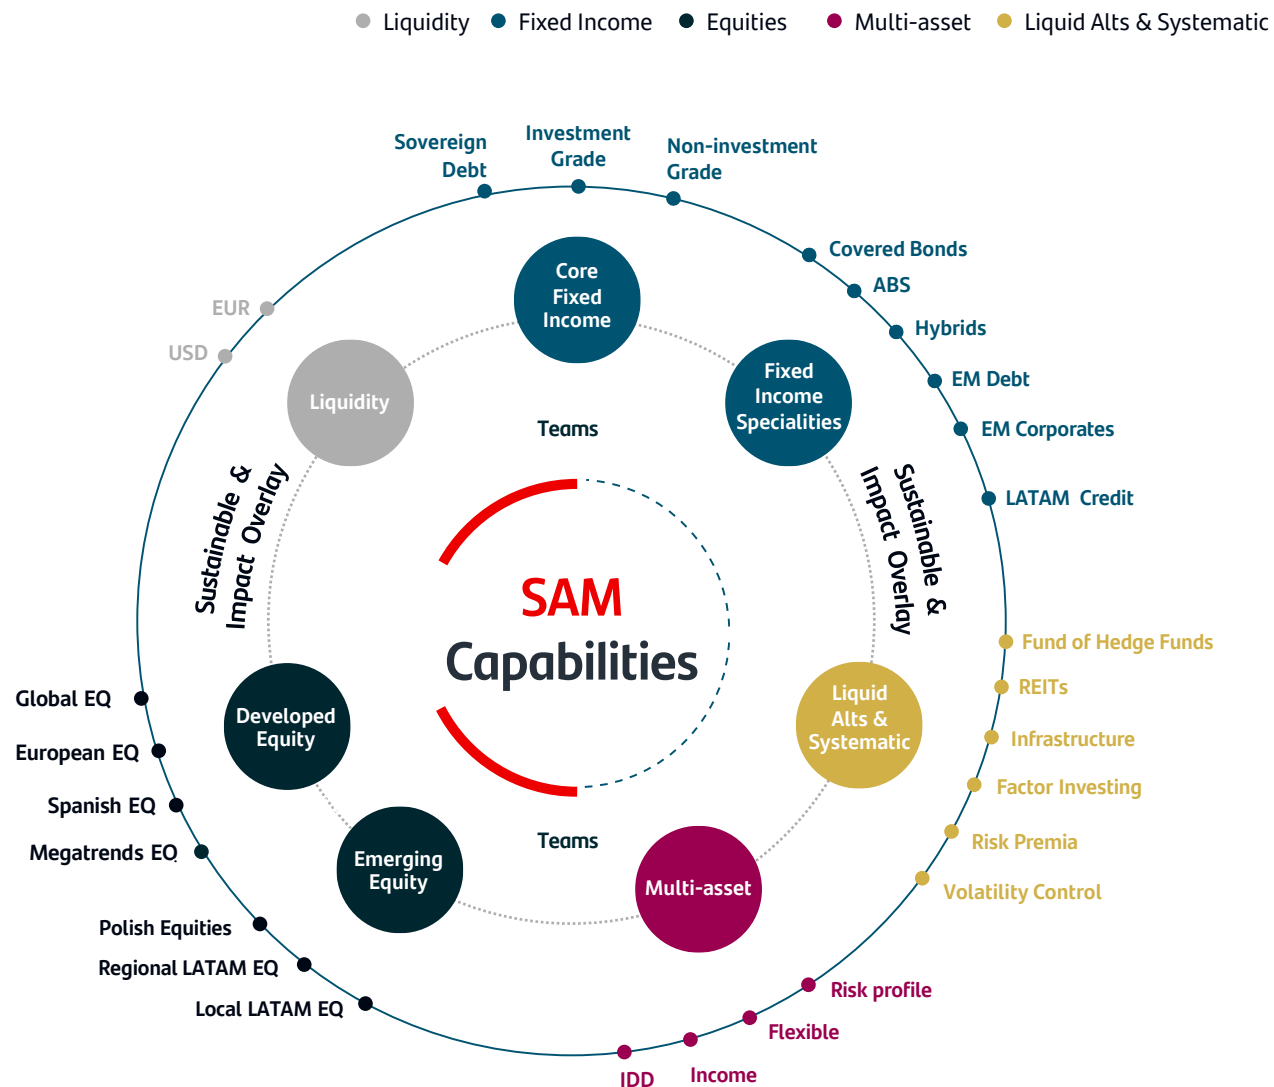 Liquidity
Fixed Income
Equities
Multi-asset
Liquid Alts & Systematic
Sovereign
Debt
Investment
Grade
Non-investment
Grade
Covered Bonds
ABS
Hybrids
EM Debt
EM Corporates
LATAM Credit
Fund of Hedge Funds
REITs
Infrastructure
Factor Investing
Risk Premia
Volatility Control
Risk profile
Flexible
Income
IDD
Local LATAM EQ
Regional LATAM EQ
Polish Equities
Megatrends EQ
Spanish EQ
European EQ
Global EQ
USD
EUR
Core
Fixed
Income
Fixed
Income
Specialities
Liquid
Alts &
Systematic
Multi-asset
Emerging
Equity
Developed
Equity
Liquidity
Sustainable &
Impact Overlay
Sustainable &
Impact Overlay
Teams
SAM
Capabilities
Teams